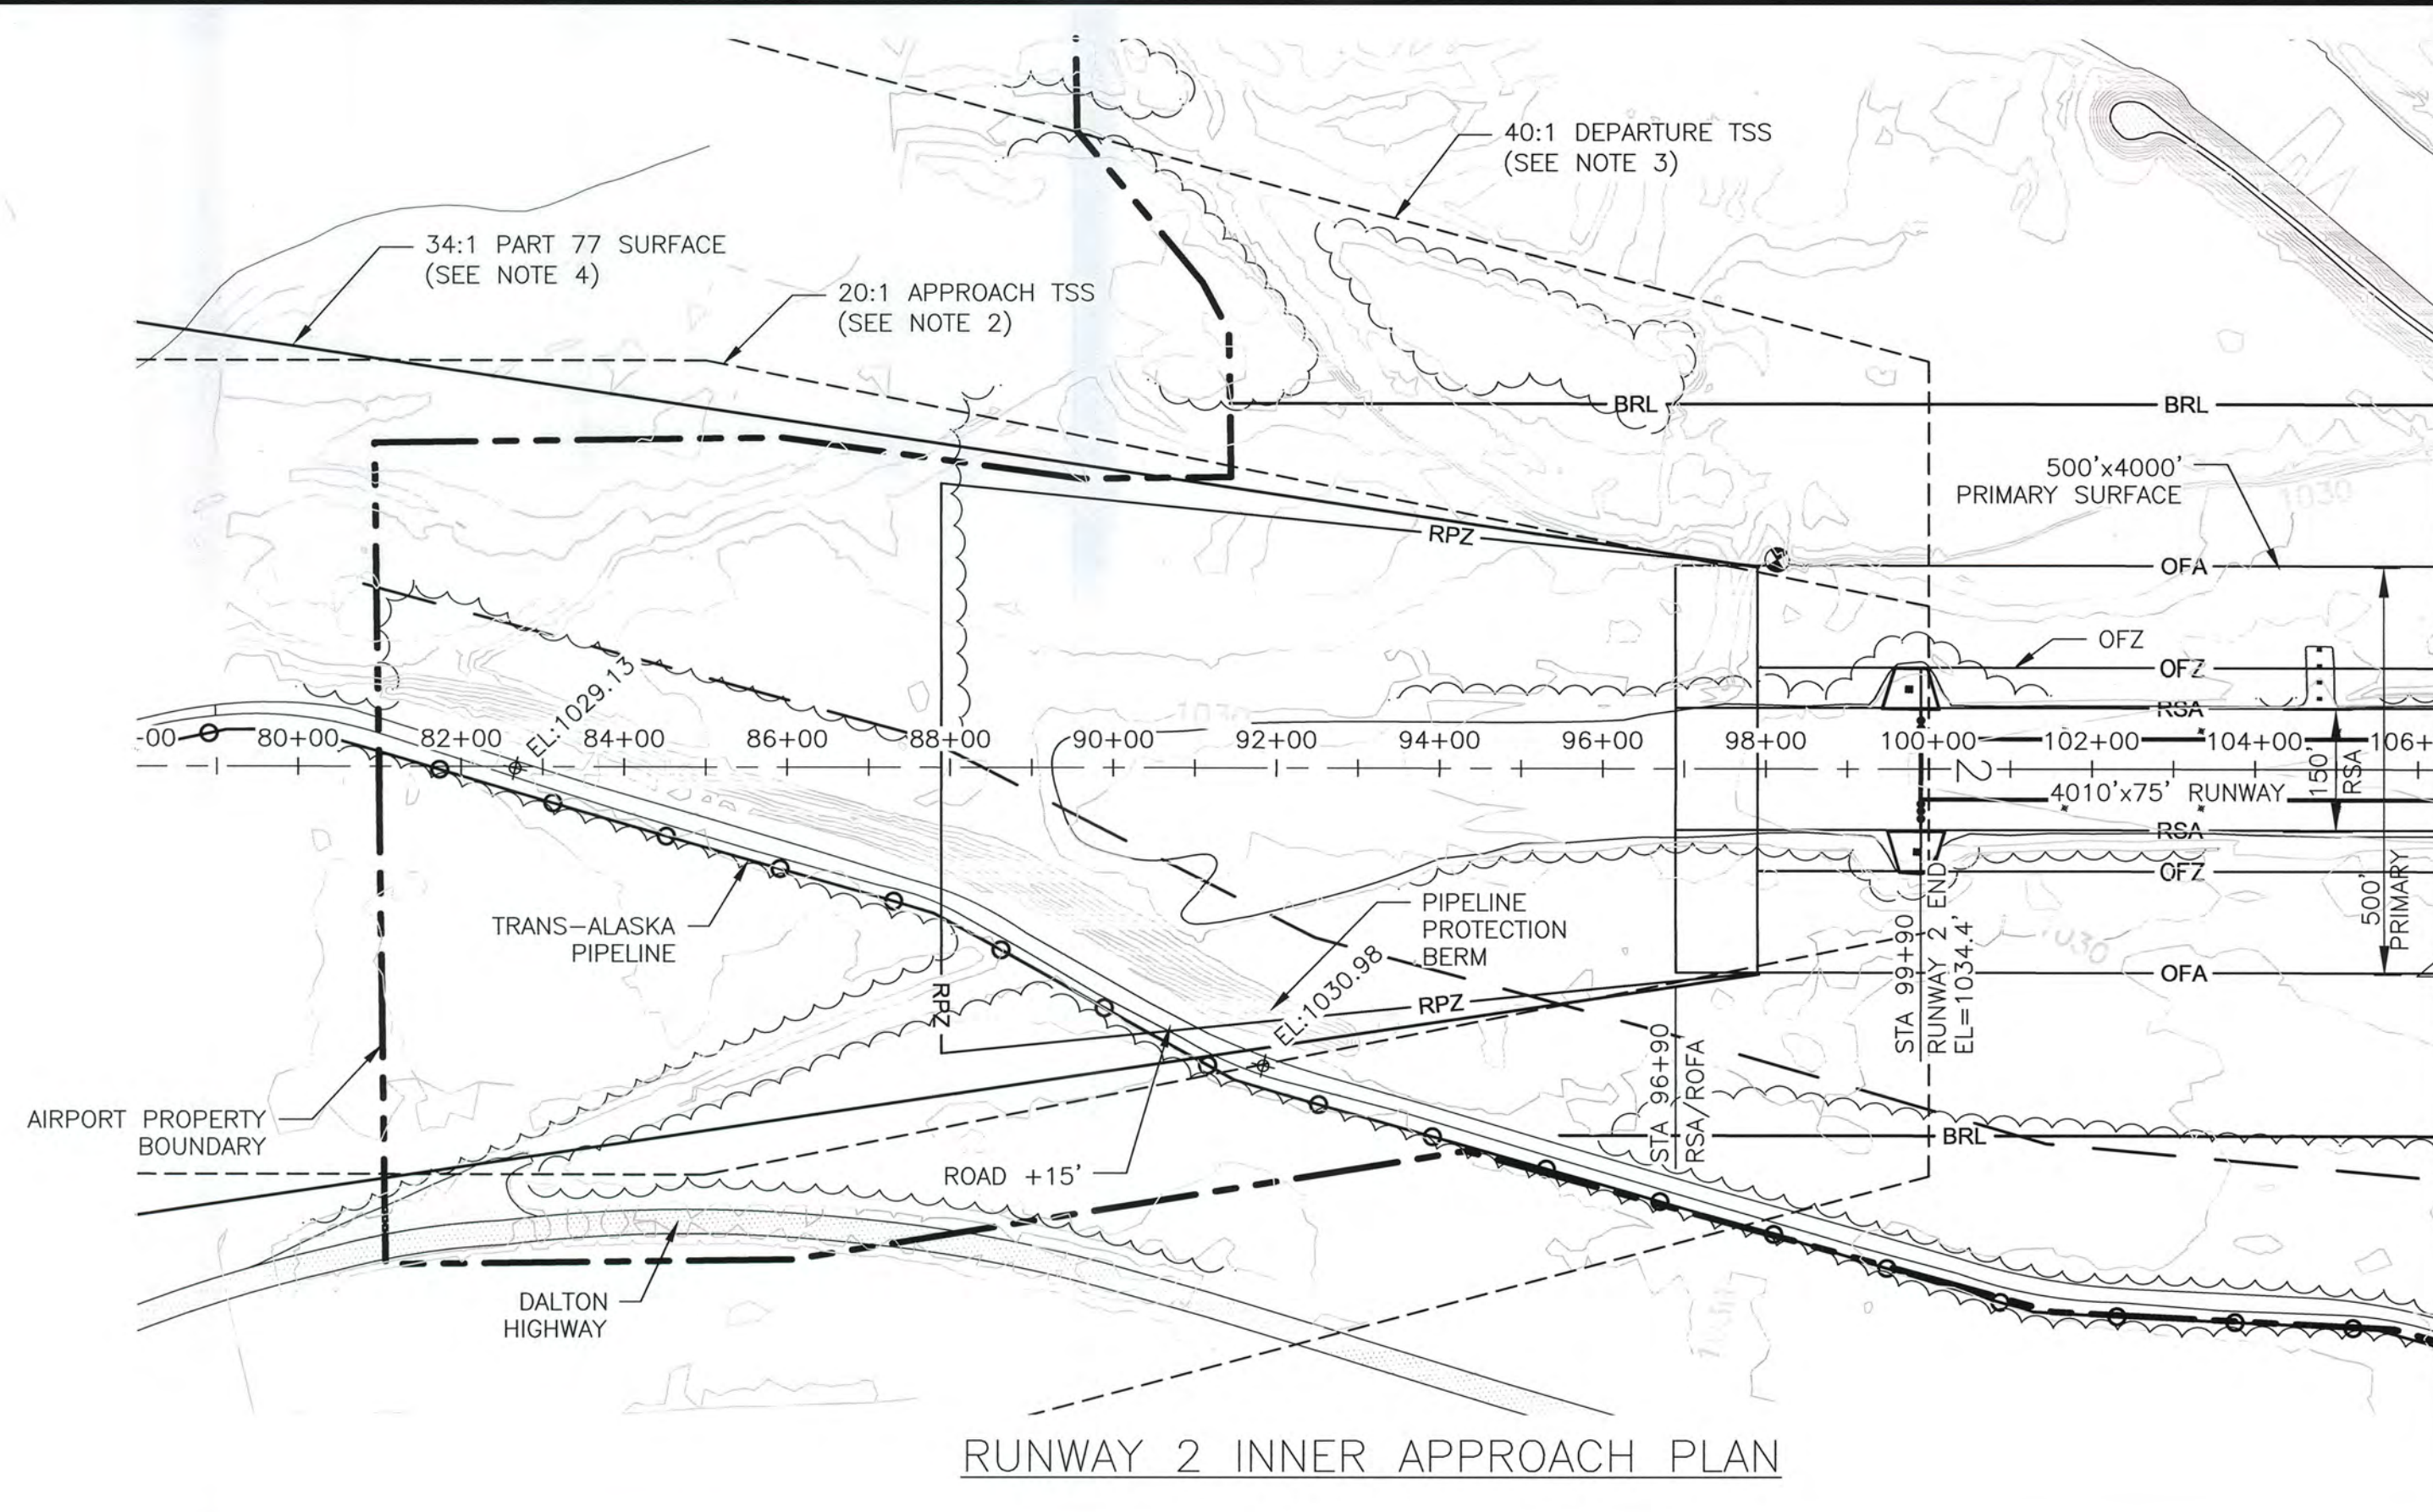 40:1 DEPARTURE TSS
(SEE NOTE 3)
34:1 PART 77 SURFACE
(SEE NOTE 4)
20:1 APPROACH TSS
(SEE NOTE 2)
BRL
BRL
500'x4000'
PRIMARY SURFACE
1030
RPZ
OFA
OFZ
OFZ
EL:1029.13
1030
RSA
-00
80+00
82+00
84+00
86+00
88+00
90+00
92+00
94+00
96+00
98+00
100+00
102+00
104+00
106+
2
150'
RSA
4010'x75' RUNWAY
RSA
OFZ
500'
PRIMARY
TRANS-ALASKA
PIPELINE
PIPELINE
PROTECTION
BERM
EL:1030.98
STA 99+90
RUNWAY 2 END
EL=1034.4'
1030
OFA
RPZ
RPZ
STA 96+90
RSA/ROFA
AIRPORT PROPERTY
BOUNDARY
BRL
ROAD +15'
DALTON
HIGHWAY
RUNWAY 2 INNER APPROACH PLAN